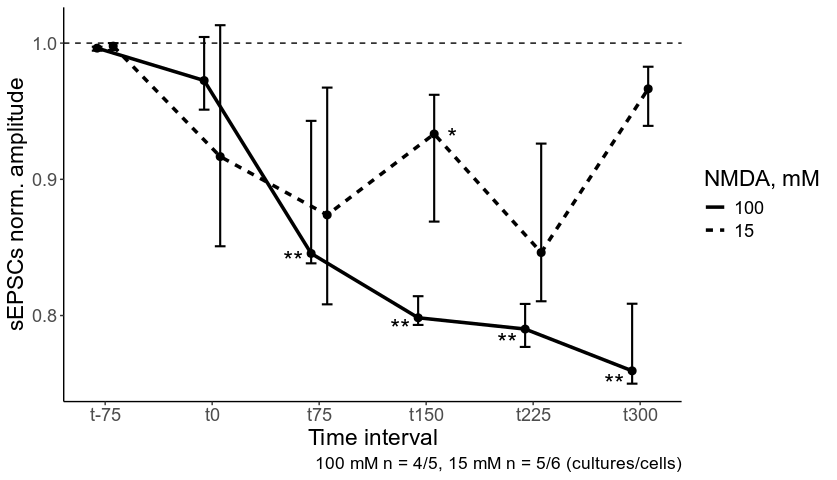 sEPSCs norm. amplitude
1.0
0.9
0.8
*
**
**
**
**
t-75 t0 t75 t150 t225 t300
Time interval
100 mM n = 4/5, 15 mM n = 5/6 (cultures/cells)
NMDA, mM
100
15